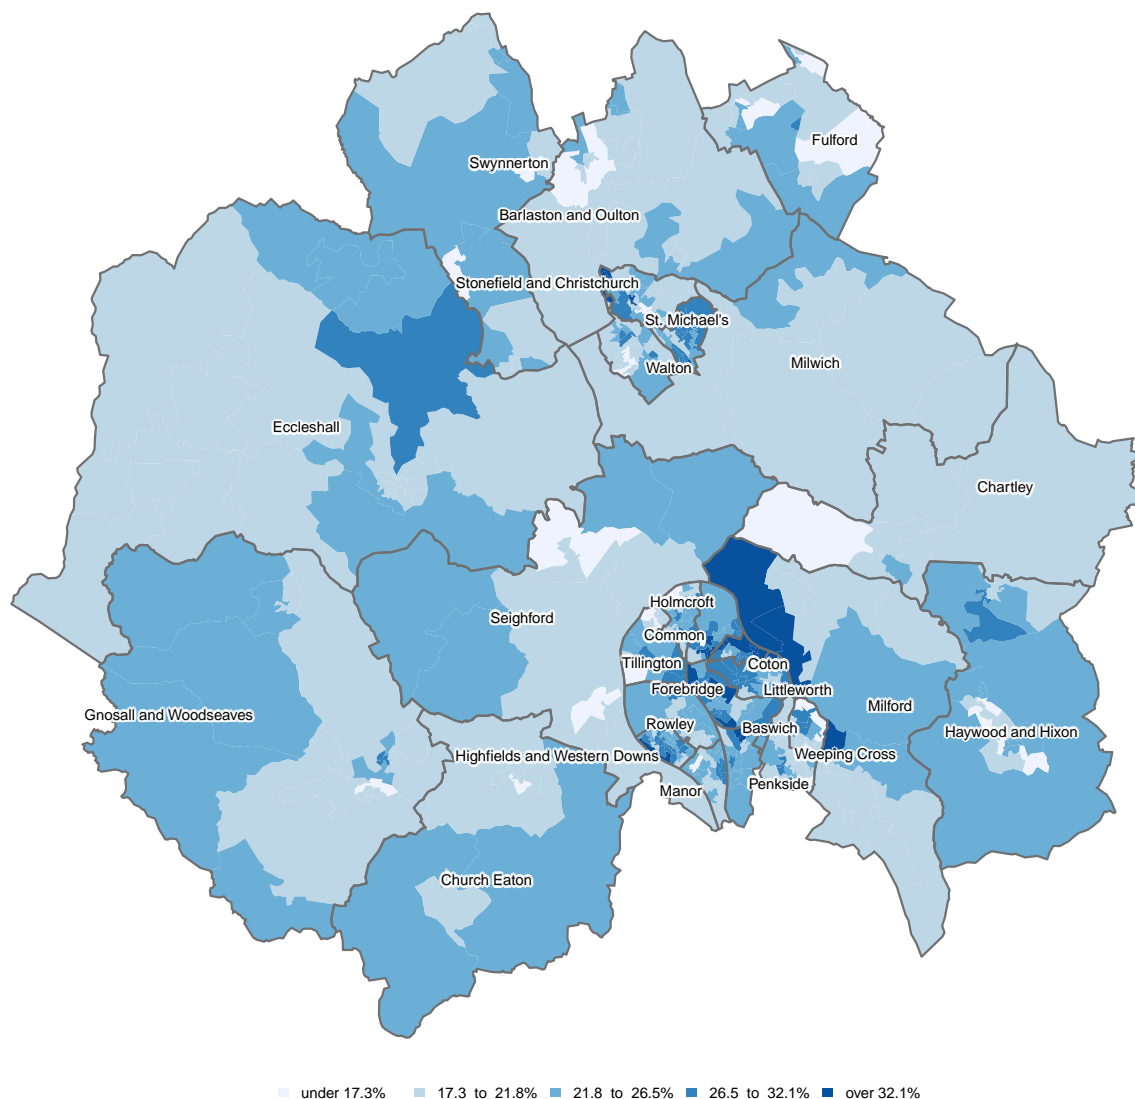 Fulford
Swynnerton
Barlaston and Oulton
Stonefield and Christchurch
St. Michael's
Milwich
Walton
Eccleshall
Chartley
Holmcroft
Seighford
Common
Tillington
Coton
Forebridge
Littleworth
Milford
Gnosall and Woodseaves
Rowley
Baswich
Haywood and Hixon
Highfields and Western Downs
Weeping Cross
Penkside
Manor
Church Eaton
under 17.3% 17.3 to 21.8% 21.8 to 26.5% 26.5 to 32.1% over 32.1%